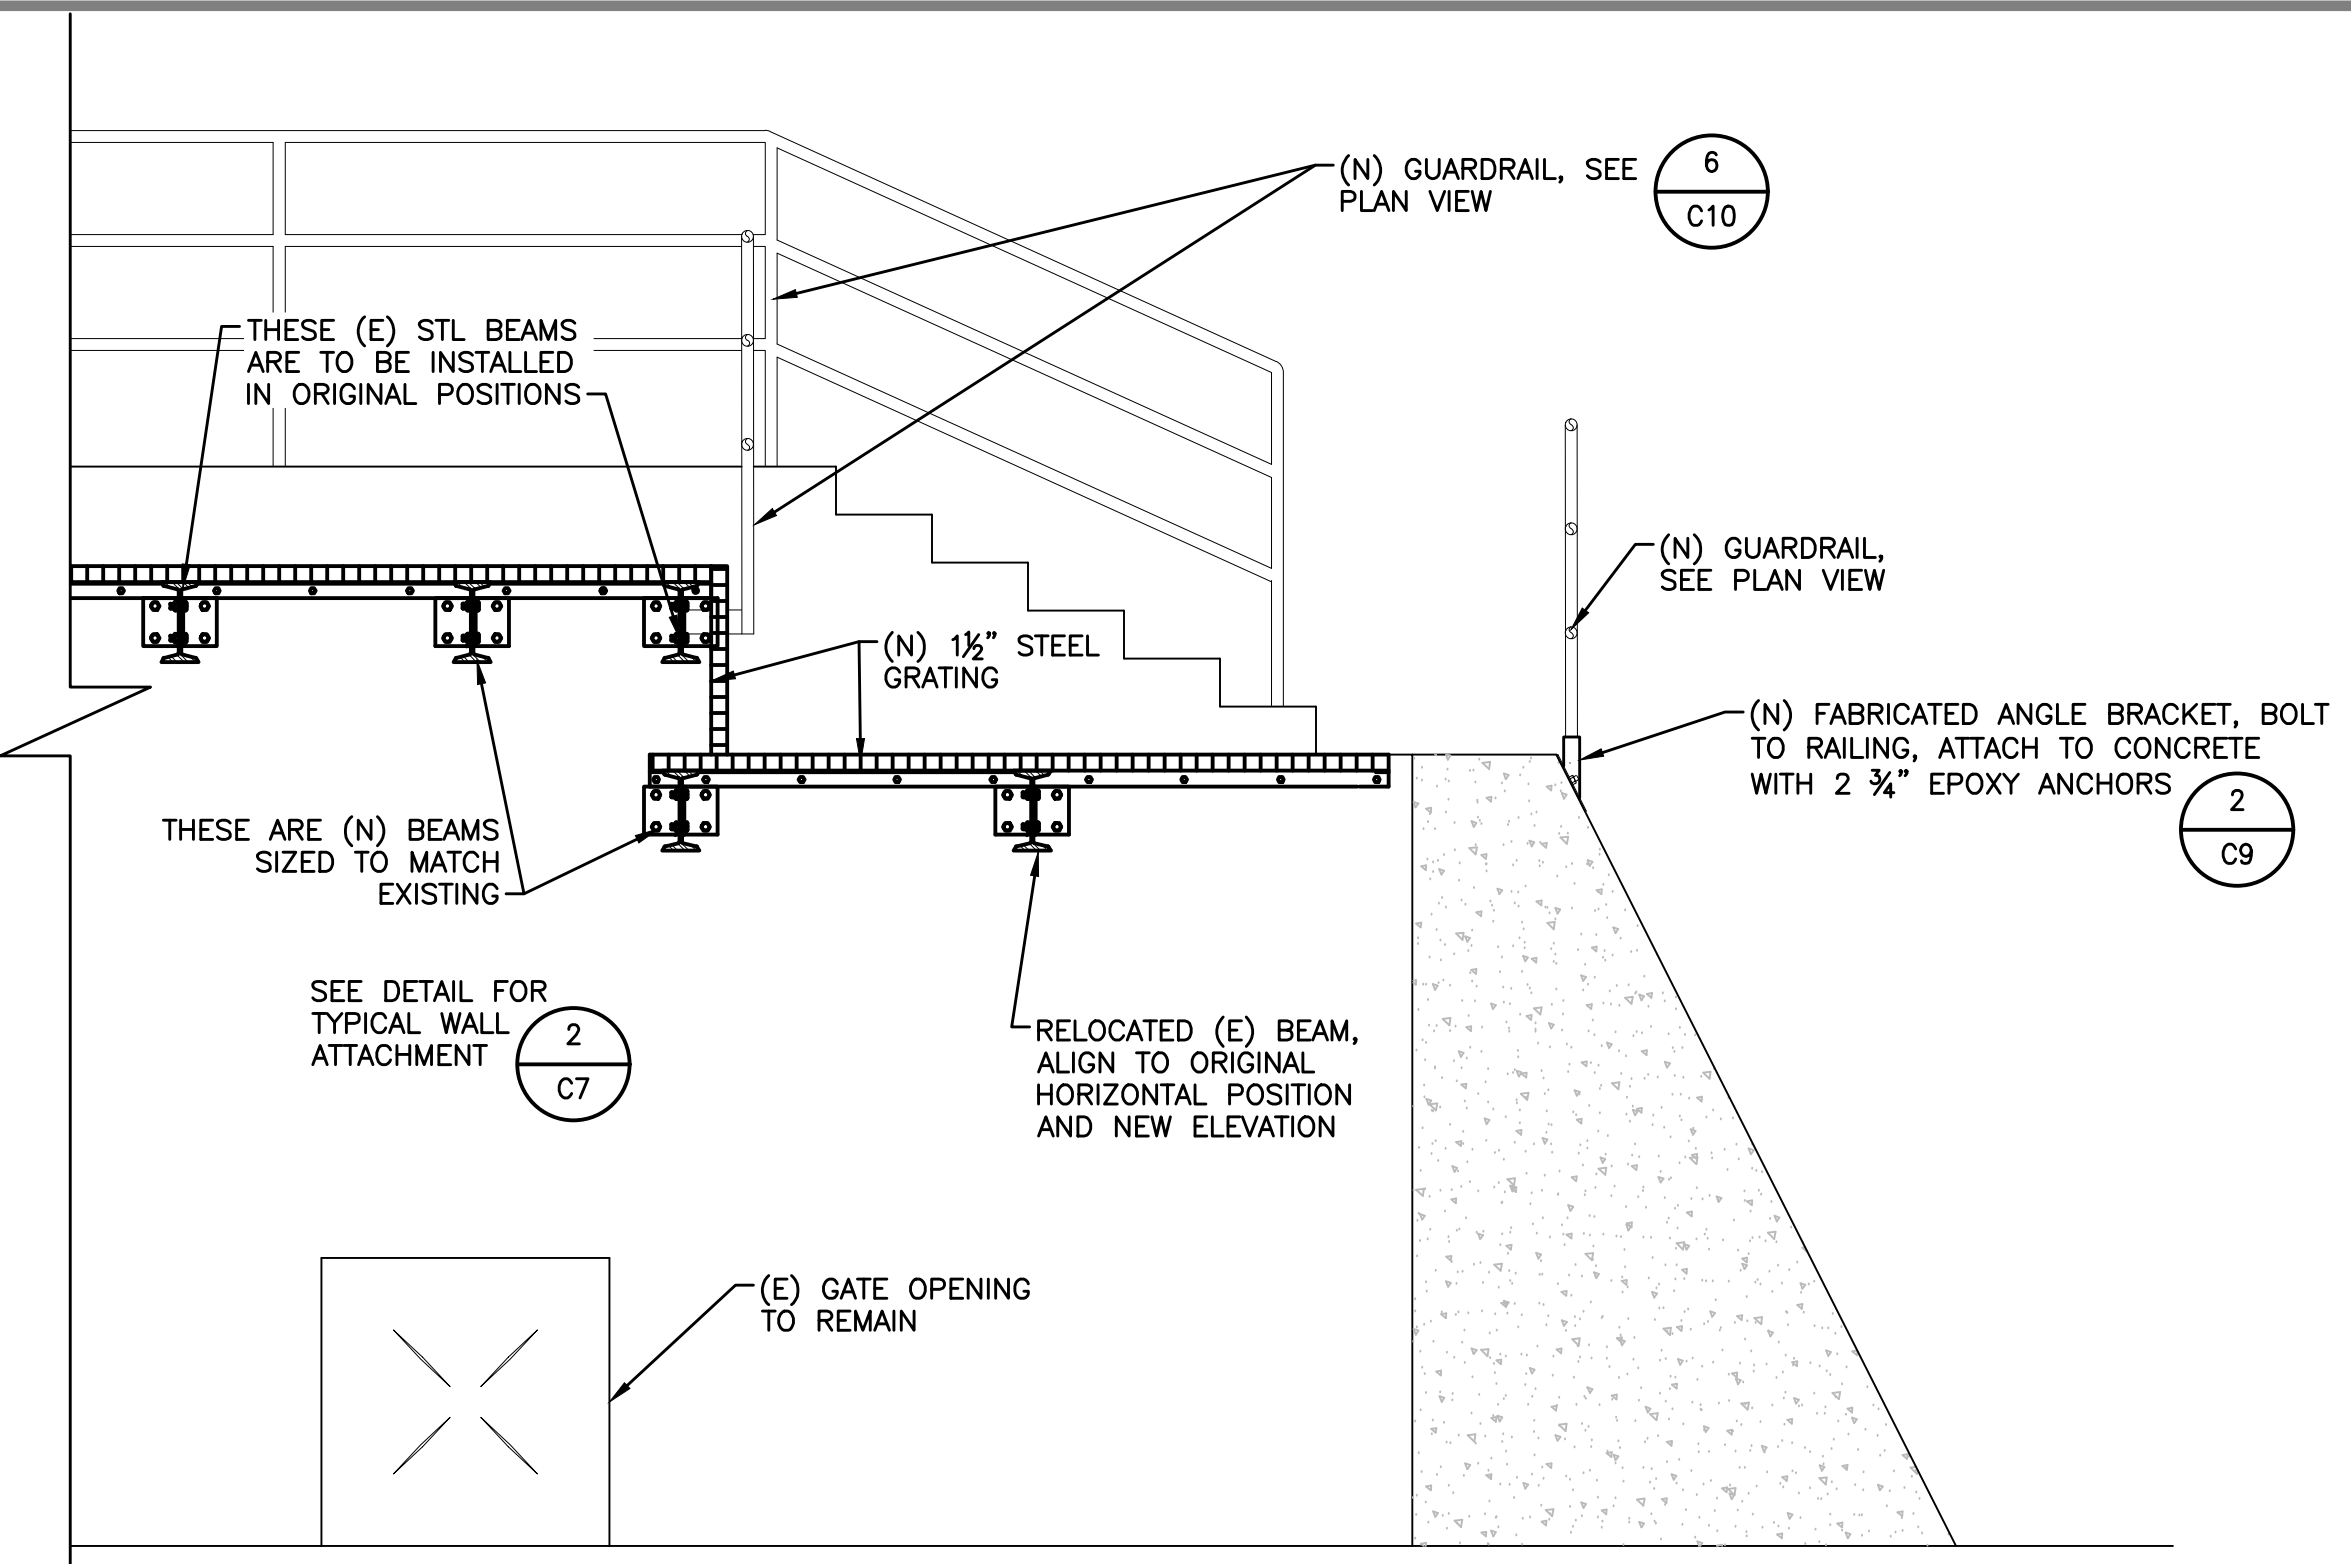 (N) GUARDRAIL, SEE
PLAN VIEW
6
C10
THESE (E) STL BEAMS
ARE TO BE INSTALLED
IN ORIGINAL POSITIONS
(N) GUARDRAIL,
SEE PLAN VIEW
(N) 1½" STEEL
GRATING
(N) FABRICATED ANGLE BRACKET, BOLT
TO RAILING, ATTACH TO CONCRETE
WITH 2 ¾" EPOXY ANCHORS
2
C9
THESE ARE (N) BEAMS
SIZED TO MATCH
EXISTING
SEE DETAIL FOR
TYPICAL WALL
ATTACHMENT
2
C7
RELOCATED (E) BEAM,
ALIGN TO ORIGINAL
HORIZONTAL POSITION
AND NEW ELEVATION
(E) GATE OPENING
TO REMAIN